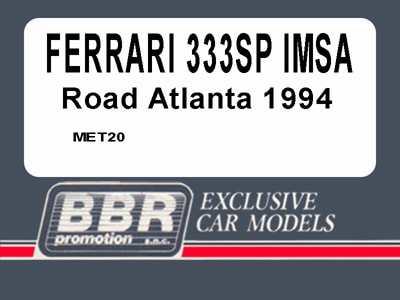 FERRARI 333SP IMSA
Road Atlanta 1994
MET20
BBR
promotion s.n.c.
EXCLUSIVE
CAR MODELS